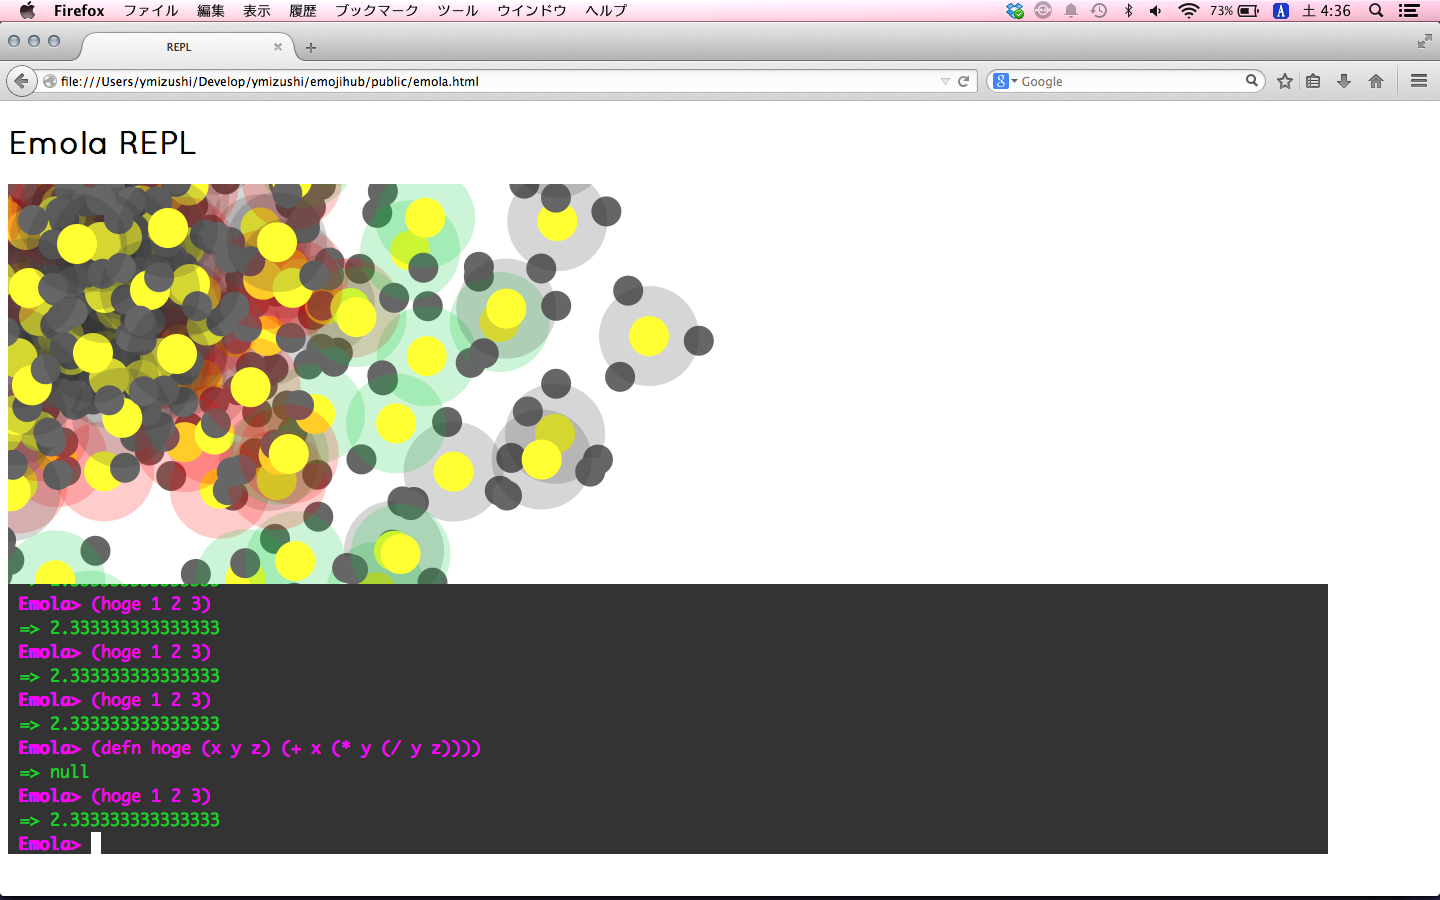 Firefox ファイル 編集 表示 履歴 ブックマーク ツール ウインドウ ヘルプ 73% A 土 4:36
REPL
file:///Users/ymizushi/Develop/ymizushi/emojihub/public/emola.html
Google
Emola REPL
Emola> (hoge 1 2 3)
=> 2.333333333333333
Emola> (hoge 1 2 3)
=> 2.333333333333333
Emola> (hoge 1 2 3)
=> 2.333333333333333
Emola> (defn hoge (x y z) (+ x (* y (/ y z))))
=> null
Emola> (hoge 1 2 3)
=> 2.333333333333333
Emola>